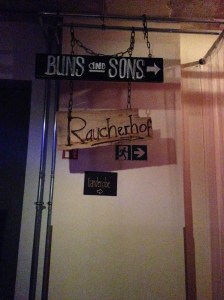 BUNS AND SONS →
Raucherhof